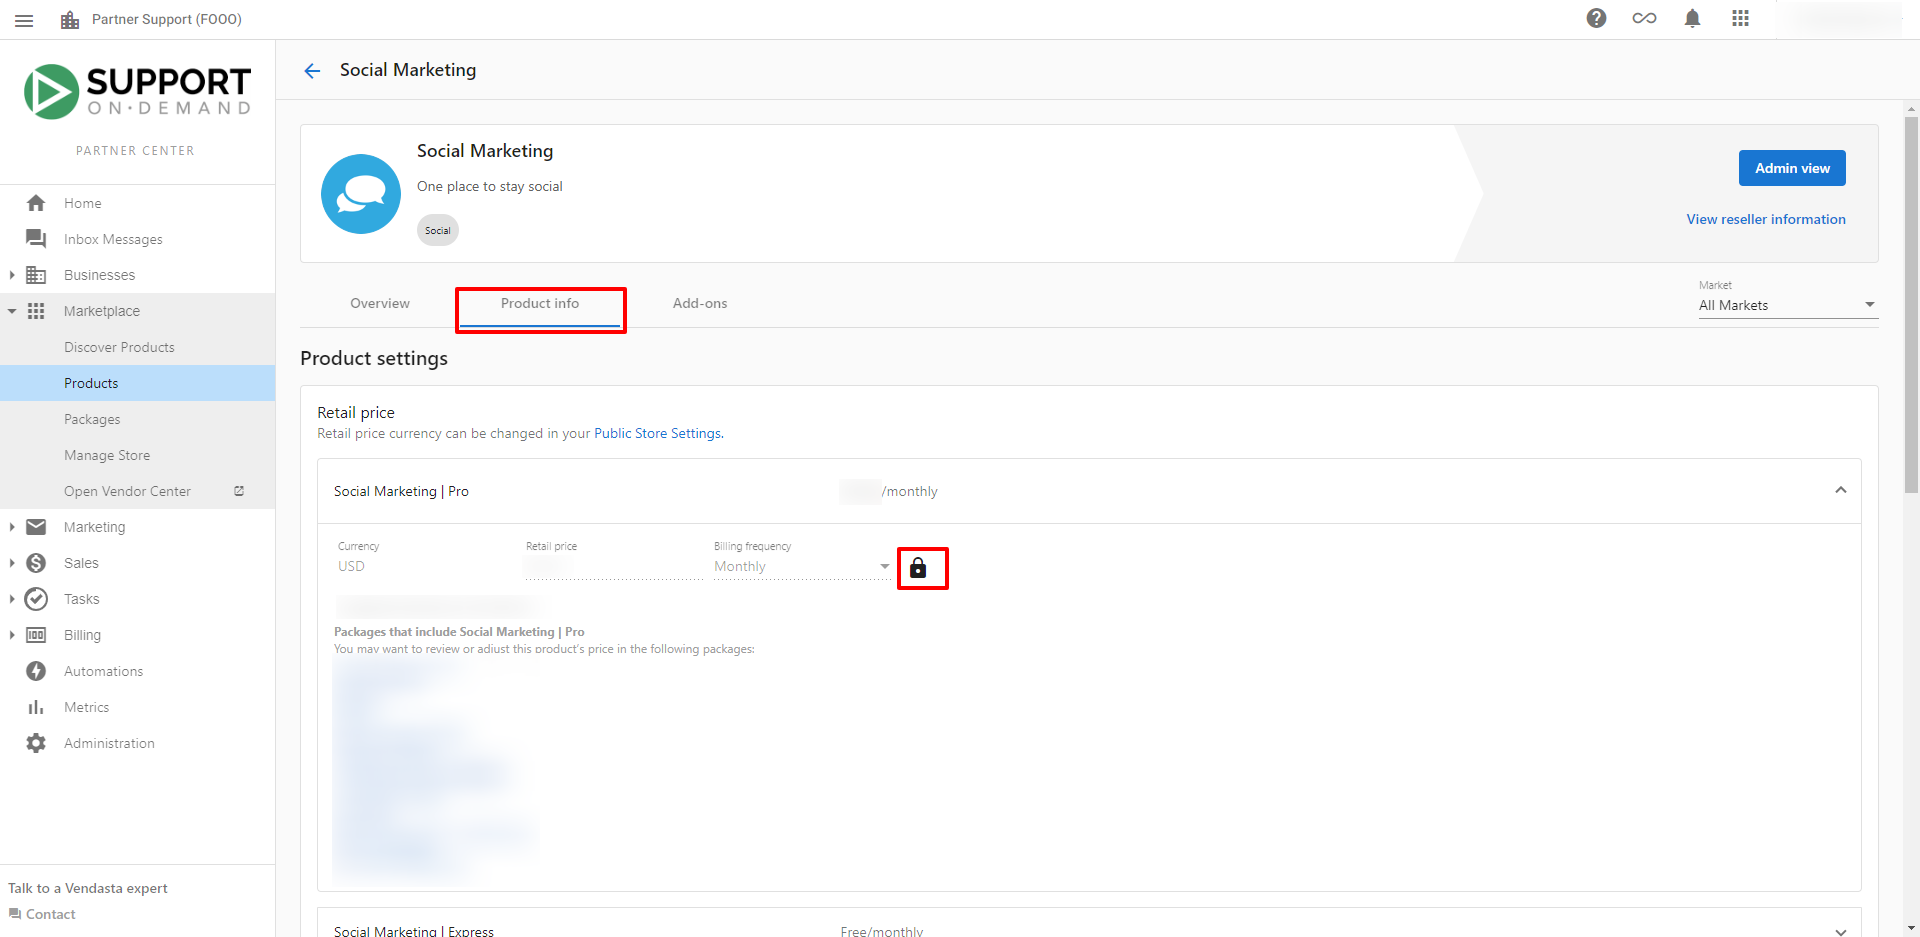 Partner Support (FOOO)
SUPPORT
ON·DEMAND
PARTNER CENTER
Home
Inbox Messages
Businesses
Marketplace
Discover Products
Products
Packages
Manage Store
Open Vendor Center
Marketing
Sales
Tasks
Billing
Automations
Metrics
Administration
Talk to a Vendasta expert
Contact
Social Marketing
Social Marketing
One place to stay social
Social
Admin view
View reseller information
Overview
Product info
Add-ons
Market
All Markets
Product settings
Retail price
Retail price currency can be changed in your Public Store Settings.
Social Marketing | Pro
/monthly
Currency
USD
Retail price
Billing frequency
Monthly
Packages that include Social Marketing | Pro
You may want to review or adjust this product's price in the following packages:
Social Marketing | Express
Free/monthly